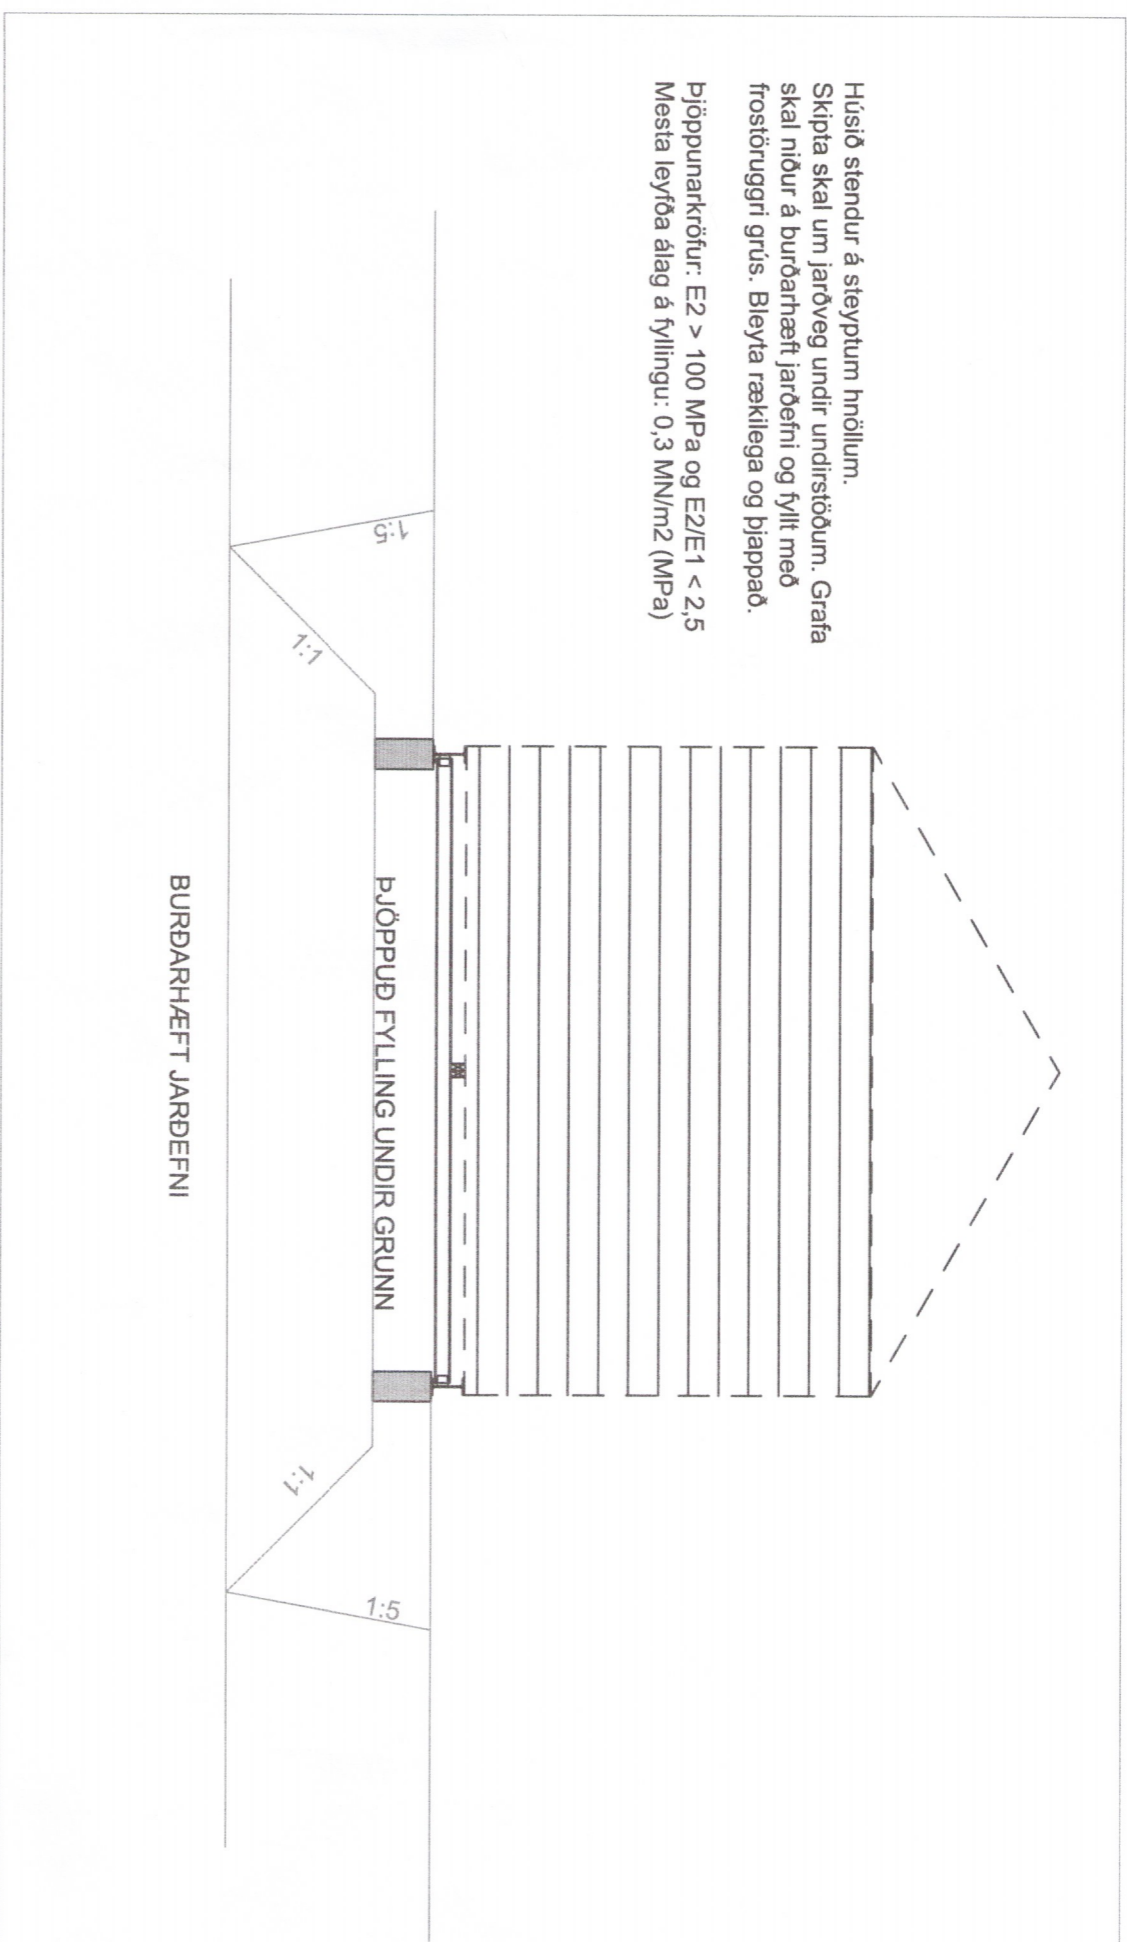 Húsið stendur á steyptum hnöllum.
Skipta skal um jarðveg undir undirstöðum. Grafa
skal niður á burðarhæft jarðefni og fyllt með
frostöruggri grús. Bleyta rækilega og þjappað.
Þjöppunarkröfur: E2 > 100 MPa og E2/E1 < 2,5
Mesta leyfða álag á fyllingu: 0,3 MN/m2 (MPa)
1:5
1:1
ÞJÖPPUÐ FYLLING UNDIR GRUNN
1:1
1:5
BURÐARHÆFT JARÐEFNI